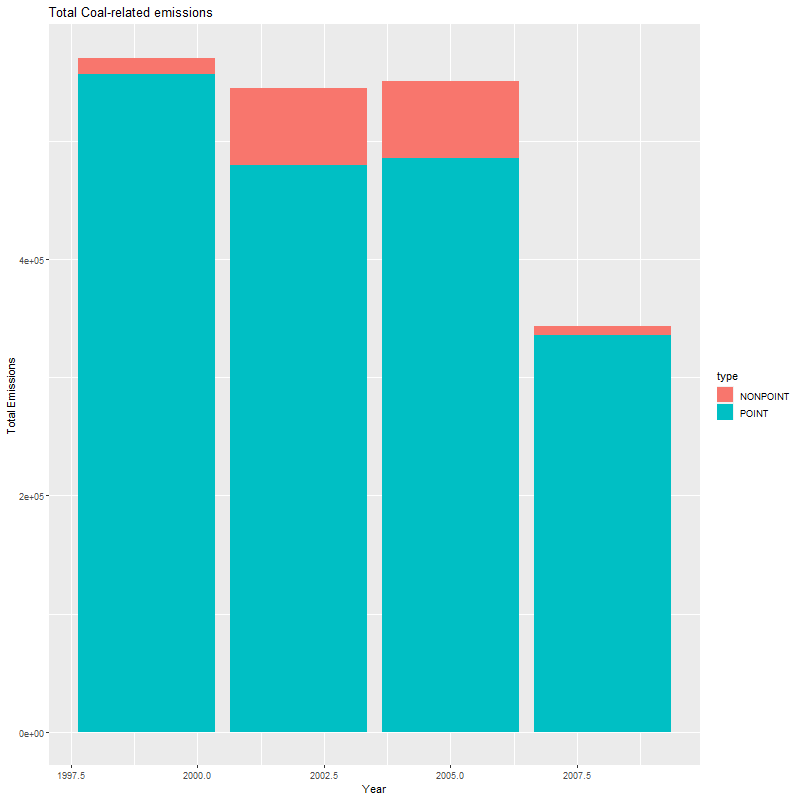 Total Coal-related emissions
Total Emissions
4e+05
2e+05
0e+00
1997.5 2000.0 2002.5 2005.0 2007.5
Year
type
NONPOINT
POINT